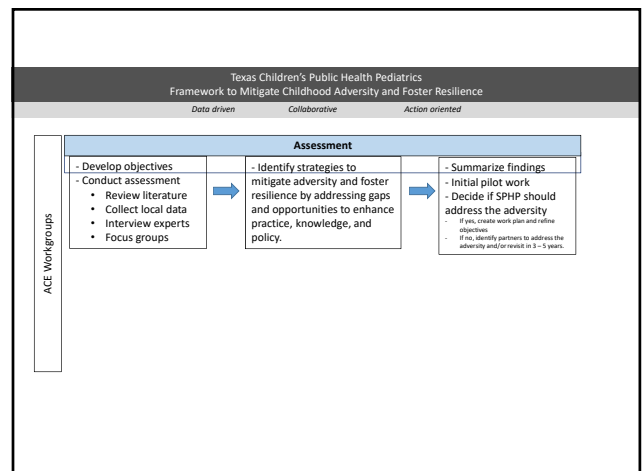 Texas Children's Public Health Pediatrics
Framework to Mitigate Childhood Adversity and Foster Resilience
Data driven Collaborative Action oriented
ACE Workgroups
Assessment
- Develop objectives
- Conduct assessment
• Review literature
• Collect local data
• Interview experts
• Focus groups
- Identify strategies to
mitigate adversity and foster
resilience by addressing gaps
and opportunities to enhance
practice, knowledge, and
policy.
- Summarize findings
- Initial pilot work
- Decide if SPHP should
address the adversity
- If yes, create work plan and refine
objectives
- If no, identify partners to address the
adversity and/or revisit in 3 – 5 years.